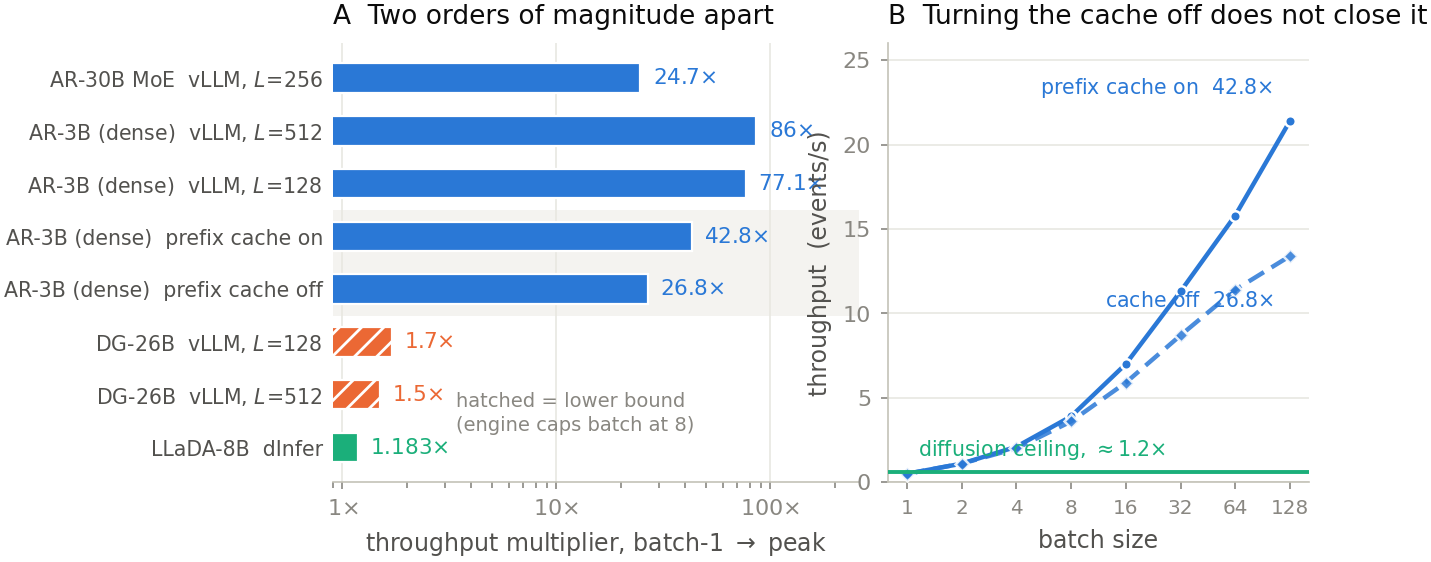 A Two orders of magnitude apart
AR-30B MoE vLLM, L=256
24.7×
AR-3B (dense) vLLM, L=512
86×
AR-3B (dense) vLLM, L=128
77.1×
AR-3B (dense) prefix cache on
42.8×
AR-3B (dense) prefix cache off
26.8×
DG-26B vLLM, L=128
1.7×
DG-26B vLLM, L=512
1.5×
hatched = lower bound
(engine caps batch at 8)
LLaDA-8B dInfer
1.183×
1× 10× 100×
throughput multiplier, batch-1 → peak
B Turning the cache off does not close it
throughput (events/s)
25
20
15
10
5
0
prefix cache on 42.8×
cache off 26.8×
diffusion ceiling, ≈1.2×
1 2 4 8 16 32 64 128
batch size